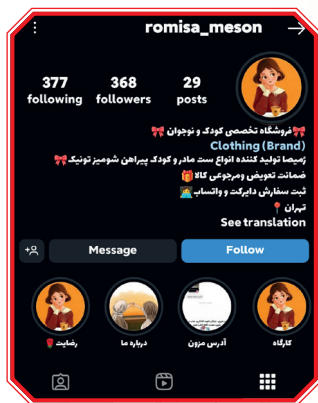 romisa_meson
377 368 29
following followers posts
🎀فروشگاه تخصصی کودک و نوجوان🎀
Clothing (Brand)
رُمیصا تولید کننده انواع ست مادر و کودک پیراهن شومیز تونیک🎀
ضمانت تعویض ومرجوعی کالا🎁
ثبت سفارش دایرکت و واتساپ👩‍💻
تهران📍
See translation
Message Follow
کارگاه آدرس مزون درباره ما رضایت🌹